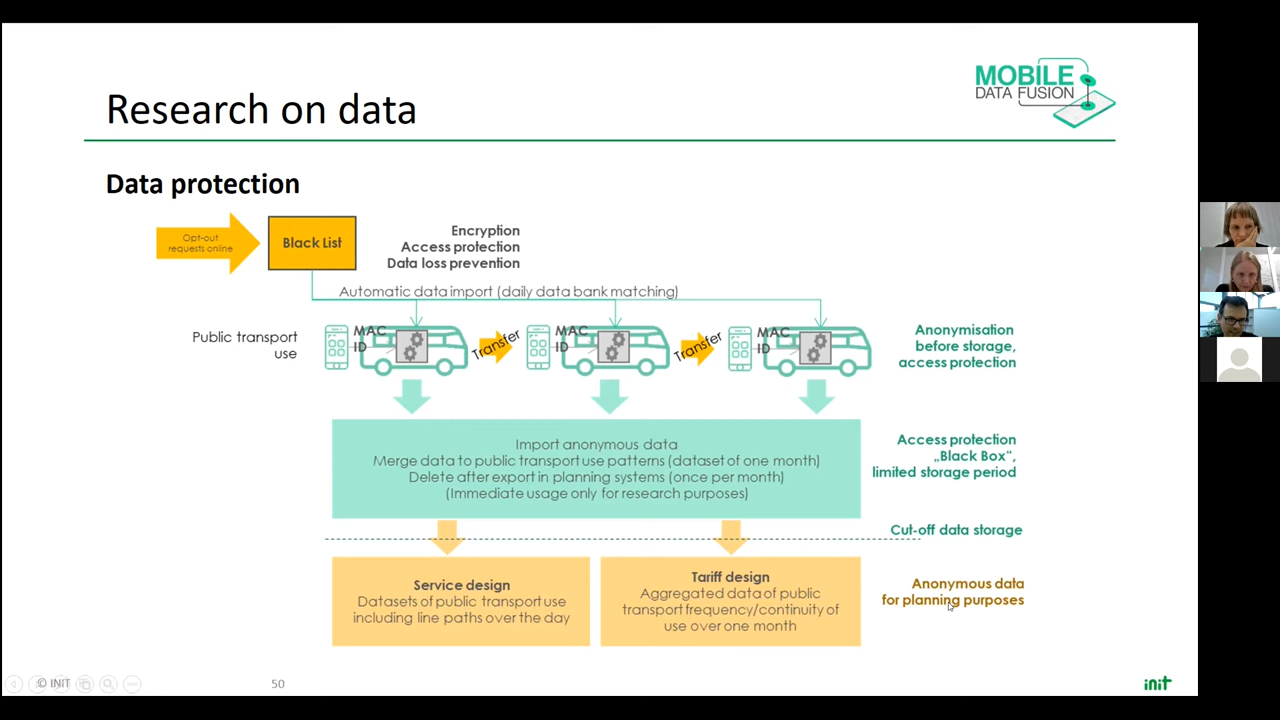 MOBILE
DATA FUSION
Research on data
Data protection
Opt-out
requests online
Black List
Encryption
Access protection
Data loss prevention
Automatic data import (daily data bank matching)
Public transport
use
MAC
ID
Transfer
MAC
ID
Transfer
MAC
ID
Anonymisation
before storage,
access protection
Import anonymous data
Merge data to public transport use patterns (dataset of one month)
Delete after export in planning systems (once per month)
(Immediate usage only for research purposes)
Access protection
„Black Box“,
limited storage period
Cut-off data storage
Service design
Datasets of public transport use
including line paths over the day
Tariff design
Aggregated data of public
transport frequency/continuity of
use over one month
Anonymous data
for planning purposes
© INIT
50
init